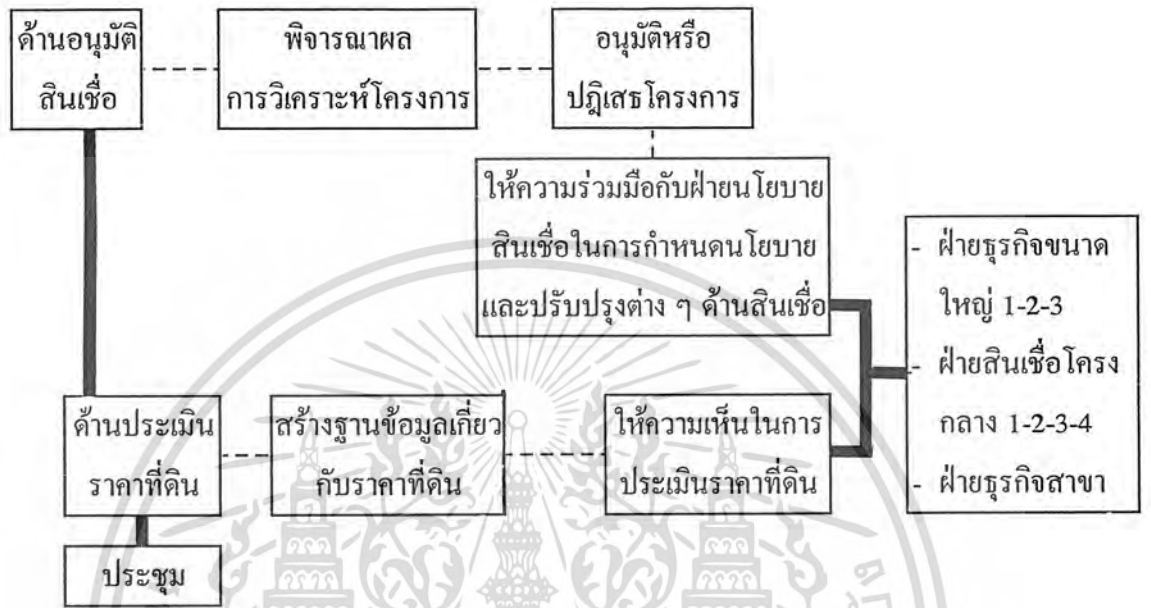 ด้านอนุมัติ
สินเชื่อ
พิจารณาผล
การวิเคราะห์โครงการ
อนุมัติหรือ
ปฎิเสธโครงการ
ให้ความร่วมมือกับฝ่ายนโยบาย
สินเชื่อในการกำหนดนโยบาย
และปรับปรุงต่าง ๆ ด้านสินเชื่อ
- ฝ่ายธุรกิจขนาด
ใหญ่ 1-2-3
- ฝ่ายสินเชื่อโครง
กลาง 1-2-3-4
- ฝ่ายธุรกิจสาขา
ด้านประเมิน
ราคาที่ดิน
สร้างฐานข้อมูลเกี่ยว
กับราคาที่ดิน
ให้ความเห็นในการ
ประเมินราคาที่ดิน
ประชุม